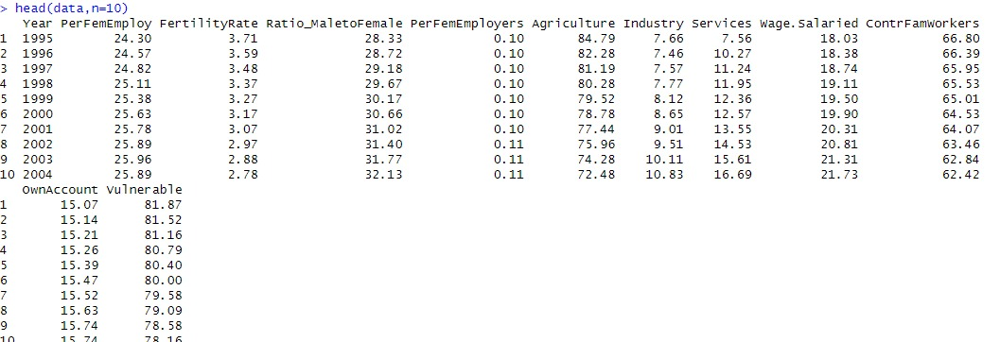 > head(data,n=10)
Year PerFemEmploy FertilityRate Ratio_MaletoFemale PerFemEmployers Agriculture Industry Services Wage.Salaried ContrFamWorkers
1 1995 24.30 3.71 28.33 0.10 84.79 7.66 7.56 18.03 66.80
2 1996 24.57 3.59 28.72 0.10 82.28 7.46 10.27 18.38 66.39
3 1997 24.82 3.48 29.18 0.10 81.19 7.57 11.24 18.74 65.95
4 1998 25.11 3.37 29.67 0.10 80.28 7.77 11.95 19.11 65.53
5 1999 25.38 3.27 30.17 0.10 79.52 8.12 12.36 19.50 65.01
6 2000 25.63 3.17 30.66 0.10 78.78 8.65 12.57 19.90 64.53
7 2001 25.78 3.07 31.02 0.10 77.44 9.01 13.55 20.31 64.07
8 2002 25.89 2.97 31.40 0.11 75.96 9.51 14.53 20.81 63.46
9 2003 25.96 2.88 31.77 0.11 74.28 10.11 15.61 21.31 62.84
10 2004 25.89 2.78 32.13 0.11 72.48 10.83 16.69 21.73 62.42
OwnAccount Vulnerable
1 15.07 81.87
2 15.14 81.52
3 15.21 81.16
4 15.26 80.79
5 15.39 80.40
6 15.47 80.00
7 15.52 79.58
8 15.63 79.09
9 15.74 78.58
10 15.74 78.16